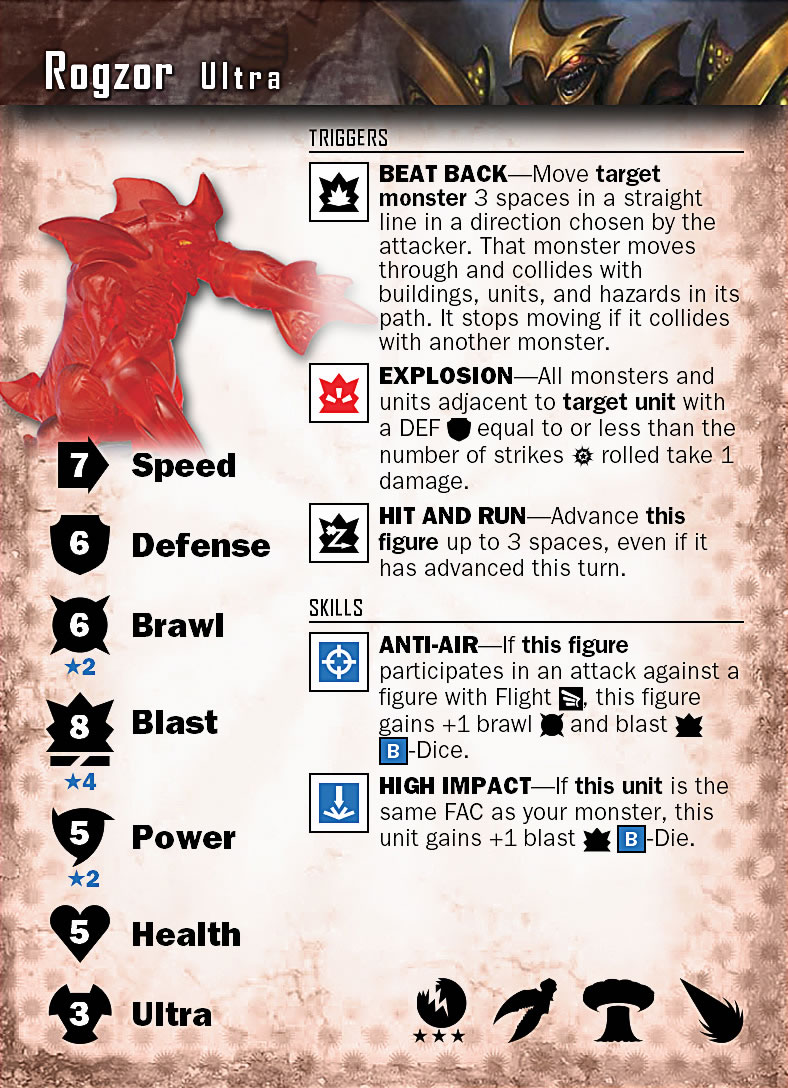 Rogzor Ultra
TRIGGERS
BEAT BACK—Move target
monster 3 spaces in a straight
line in a direction chosen by the
attacker. That monster moves
through and collides with
buildings, units, and hazards in its
path. It stops moving if it collides
with another monster.
EXPLOSION—All monsters and
units adjacent to target unit with
a DEF equal to or less than the
number of strikes rolled take 1
damage.
HIT AND RUN—Advance this
figure up to 3 spaces, even if it
has advanced this turn.
SKILLS
ANTI-AIR—If this figure
participates in an attack against a
figure with Flight , this figure
gains +1 brawl and blast
B-Dice.
HIGH IMPACT—If this unit is the
same FAC as your monster, this
unit gains +1 blast B-Die.
7 Speed
6 Defense
6 Brawl
★2
8 Blast
★4
5 Power
★2
5 Health
3 Ultra
★★★